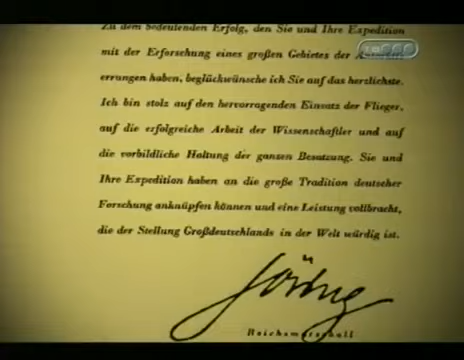 Zu dem bedeutenden Erfolg, den Sie und Ihre Expedition
mit der Erforschung eines großen Gebietes der
errungen haben, beglückwünsche ich Sie auf das herzlichste.
Ich bin stolz auf den hervorragenden Einsatz der Flieger,
auf die erfolgreiche Arbeit der Wissenschaftler und auf
die vorbildliche Haltung der ganzen Besatzung. Sie und
Ihre Expedition haben an die große Tradition deutscher
Forschung anknüpfen können und eine Leistung vollbracht,
die der Stellung Großdeutschlands in der Welt würdig ist.
Göring
Reichsmarschall